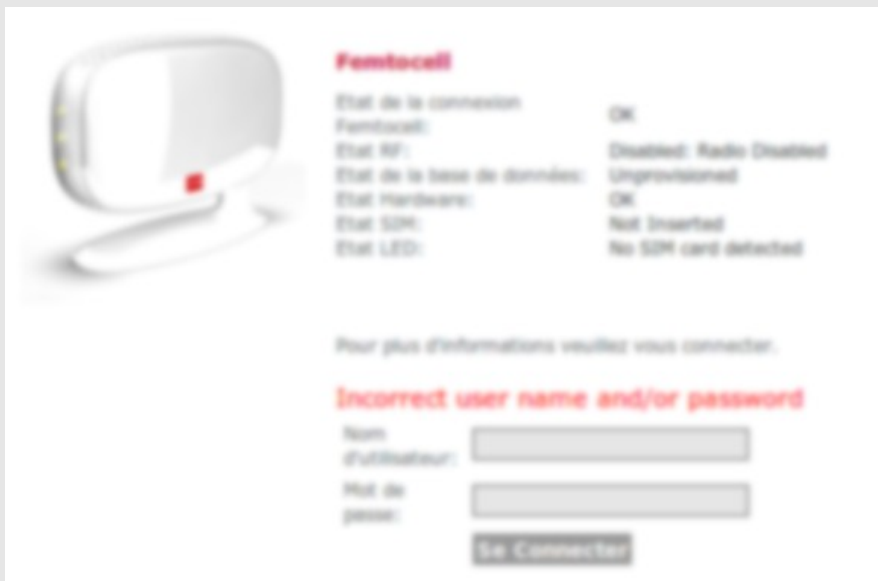 Femtocell
Etat de la connexion
Femtocell: OK
Etat RF: Disabled: Radio Disabled
Etat de la base de données: Unprovisioned
Etat Hardware: OK
Etat SIM: Not Inserted
Etat LED: No SIM card detected
Pour plus d'informations veuillez vous connecter.
Incorrect user name and/or password
Nom
d'utilisateur:
Mot de
passe:
Se Connecter